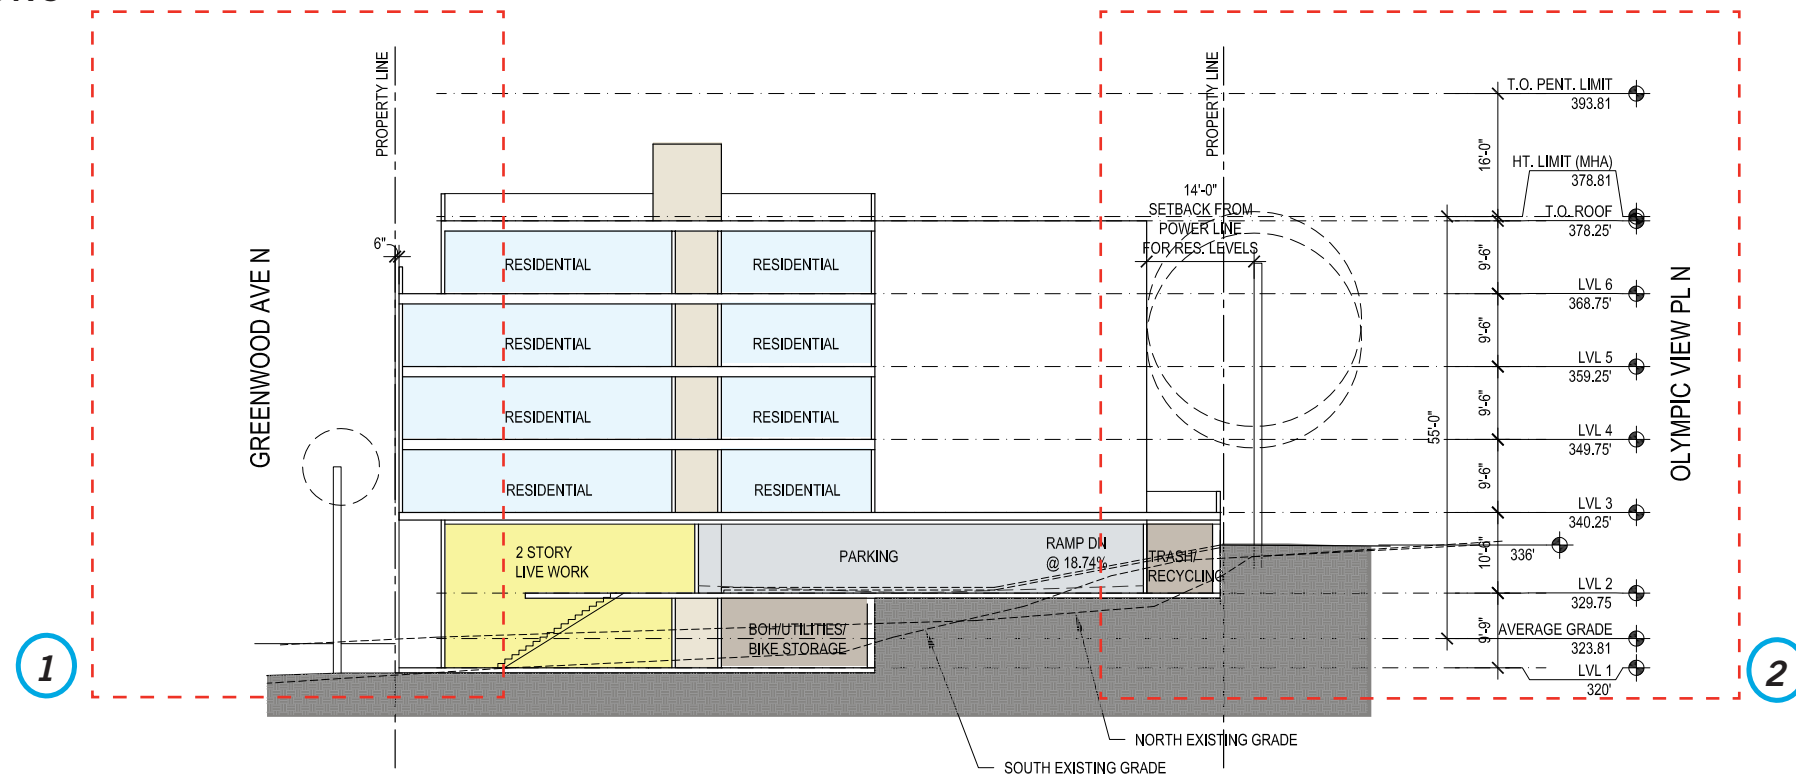 PROPERTY LINE
PROPERTY LINE
T.O. PENT. LIMIT
393.81
16'-0"
HT. LIMIT (MHA)
378.81
14'-0"
SETBACK FROM
POWER LINE
FOR RES. LEVELS
T.O. ROOF
378.25'
6"
GREENWOOD AVE N
RESIDENTIAL
RESIDENTIAL
9'-6"
LVL 6
368.75'
RESIDENTIAL
RESIDENTIAL
9'-6"
LVL 5
359.25'
OLYMPIC VIEW PL N
RESIDENTIAL
RESIDENTIAL
55'-0"
9'-6"
LVL 4
349.75'
RESIDENTIAL
RESIDENTIAL
9'-6"
LVL 3
340.25'
2 STORY
LIVE WORK
PARKING
RAMP DN
@ 18.74%
TRASH/
RECYCLING
10'-6"
336'
LVL 2
329.75
BOH/UTILITIES/
BIKE STORAGE
9'-9"
AVERAGE GRADE
323.81
LVL 1
320'
1
2
NORTH EXISTING GRADE
SOUTH EXISTING GRADE